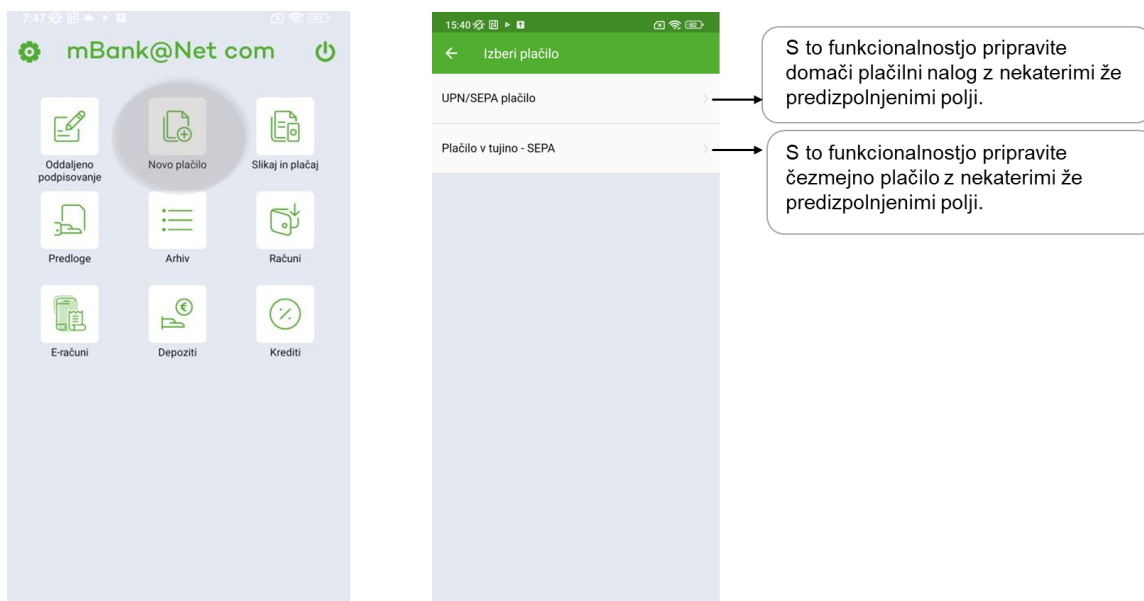 7:47
mBank@Net com
Oddaljeno
podpisovanje
Novo plačilo
Slikaj in plačaj
Predloge
Arhiv
Računi
E-računi
Depoziti
Krediti
15:40
Izberi plačilo
UPN/SEPA plačilo
Plačilo v tujino - SEPA
S to funkcionalnostjo pripravite
domači plačilni nalog z nekaterimi že
predizpolnjenimi polji.
S to funkcionalnostjo pripravite
čezmejno plačilo z nekaterimi že
predizpolnjenimi polji.